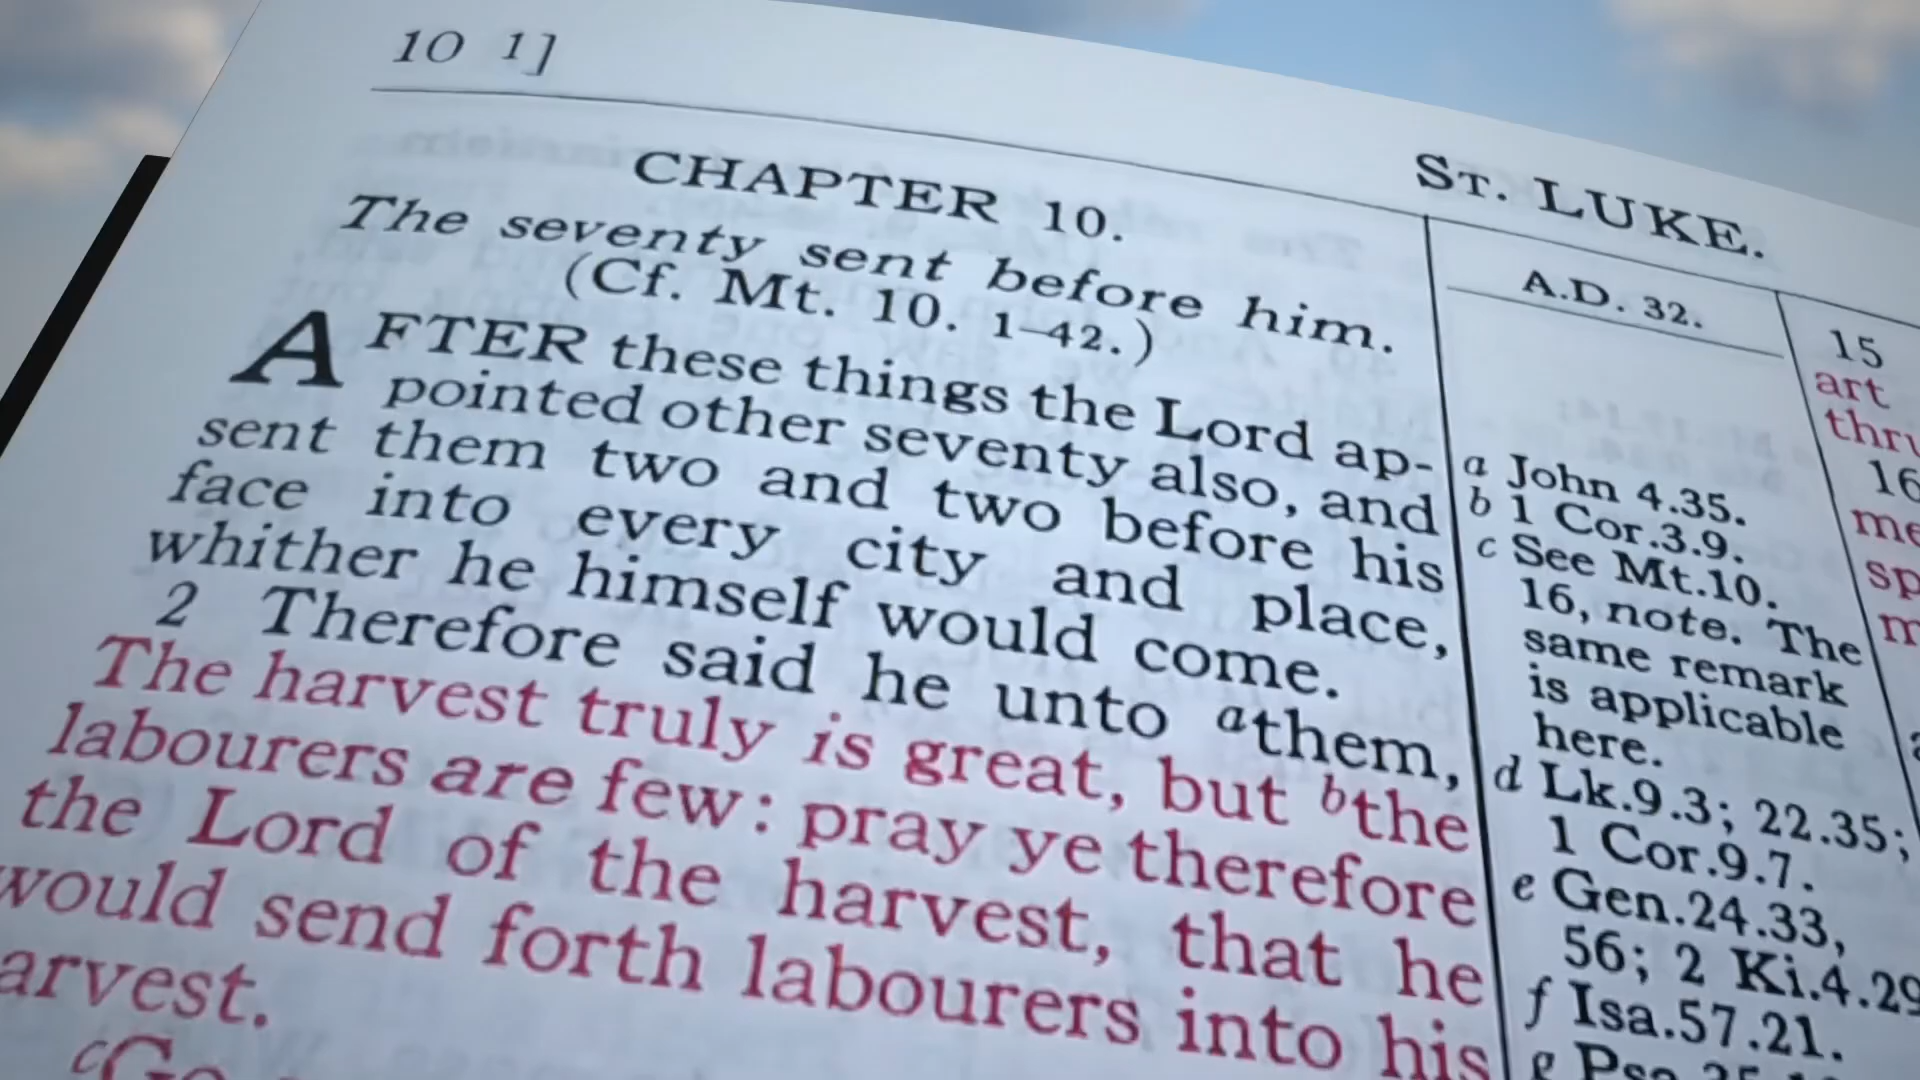 10 1]
St. LUKE.
CHAPTER 10.
The seventy sent before him.
(Cf. Mt. 10. 1–42.)
AFTER these things the Lord ap-
pointed other seventy also, and
sent them two and two before his
face into every city and place,
whither he himself would come.
2 Therefore said he unto athem,
The harvest truly is great, but bthe
labourers are few: pray ye therefore
the Lord of the harvest, that he
would send forth labourers into his
arvest.
cGo
A.D. 32.
a John 4.35.
b 1 Cor.3.9.
c See Mt.10.
16, note. The
same remark
is applicable
here.
d Lk.9.3; 22.35;
1 Cor.9.7.
e Gen.24.33,
56; 2 Ki.4.29
f Isa.57.21.
g Psa.
15
art
thru
16
me
sp
m